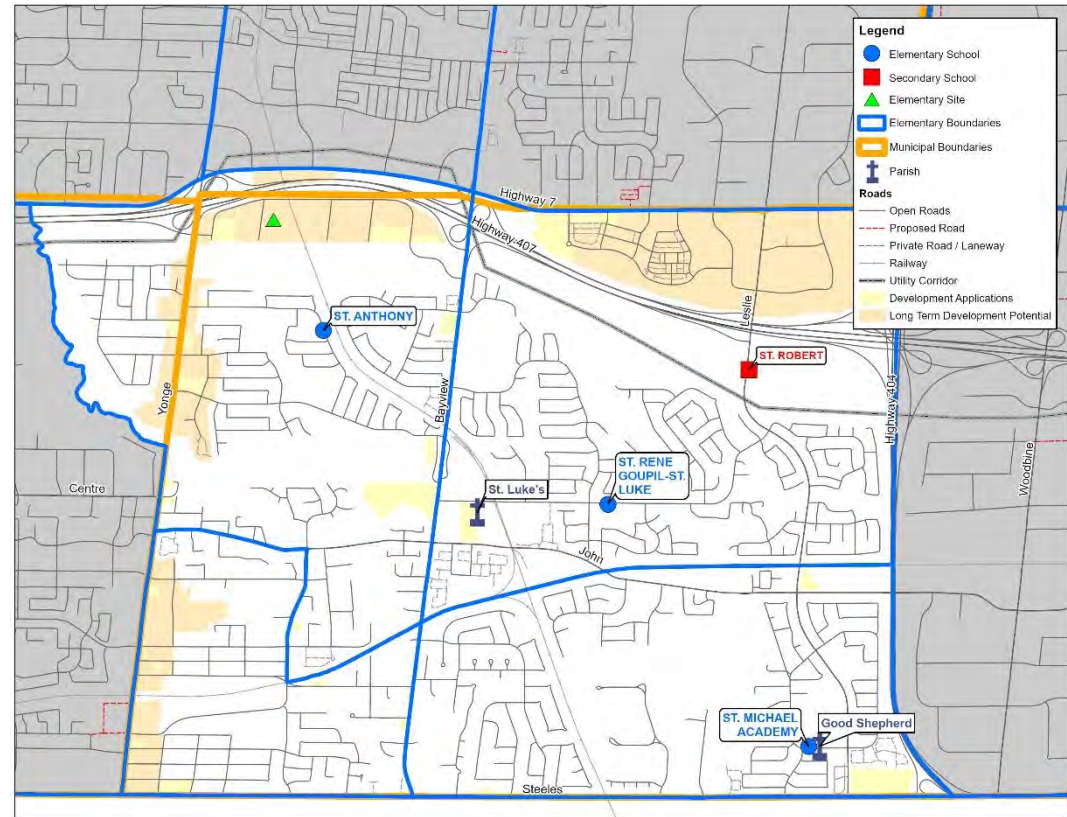 Legend
Elementary School
Secondary School
Elementary Site
Elementary Boundaries
Municipal Boundaries
Parish
Roads
Open Roads
Proposed Road
Private Road / Laneway
Railway
Utility Corridor
Development Applications
Long Term Development Potential
Highway 7
Highway 407
ST. ANTHONY
Leslie
ST. ROBERT
Yonge
Bayview
Highway 404
Woodbine
Centre
St. Luke's
ST. RENE
GOUPIL-ST.
LUKE
John
ST. MICHAEL
ACADEMY
Good Shepherd
Steeles